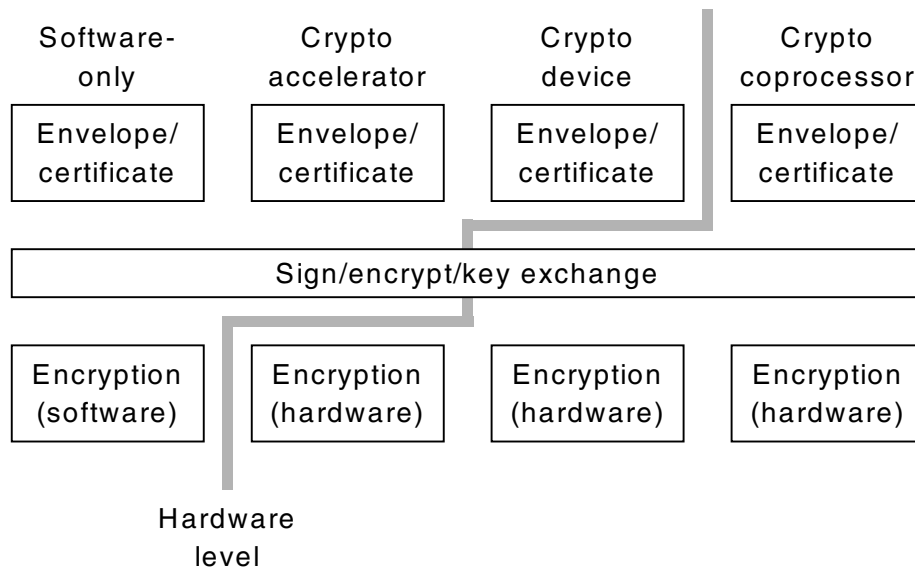 Software-
only
Crypto
accelerator
Crypto
device
Crypto
coprocessor
Envelope/
certificate
Envelope/
certificate
Envelope/
certificate
Envelope/
certificate
Sign/encrypt/key exchange
Encryption
(software)
Encryption
(hardware)
Encryption
(hardware)
Encryption
(hardware)
Hardware
level